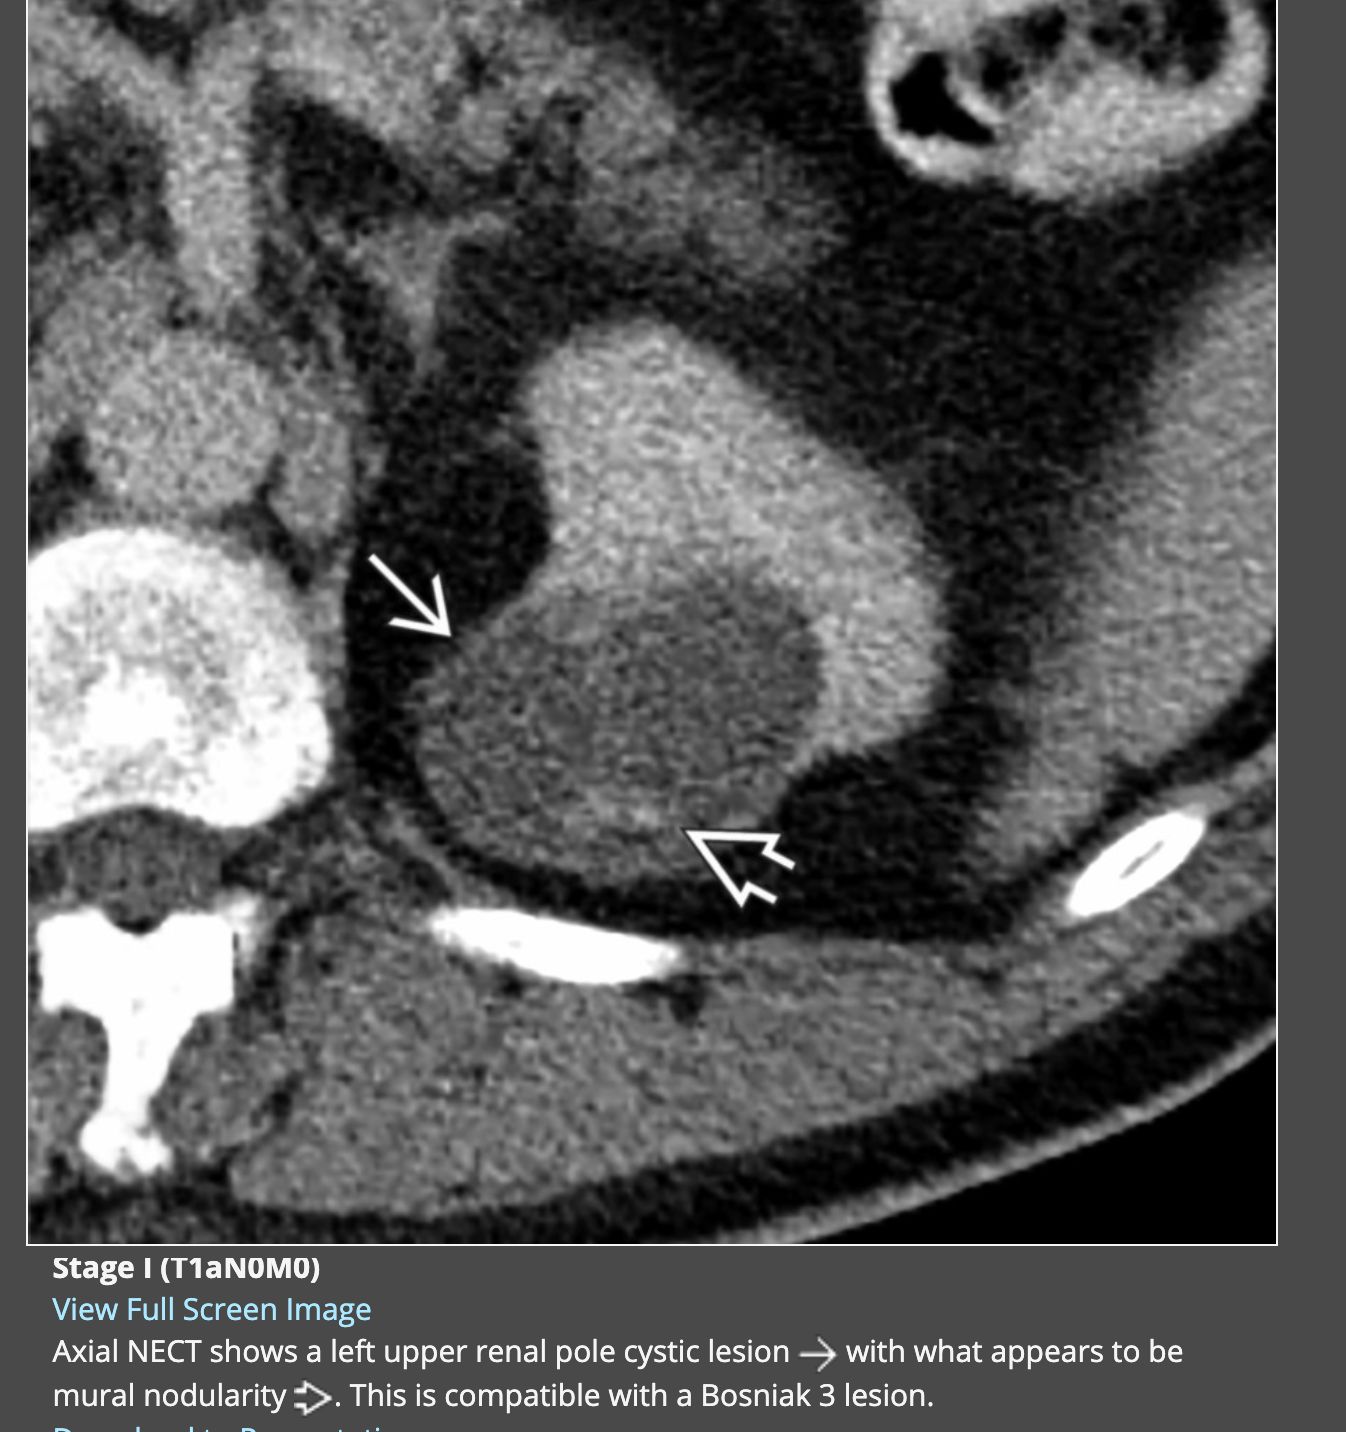 Stage I (T1aN0M0)
View Full Screen Image
Axial NECT shows a left upper renal pole cystic lesion → with what appears to be
mural nodularity ⇨. This is compatible with a Bosniak 3 lesion.